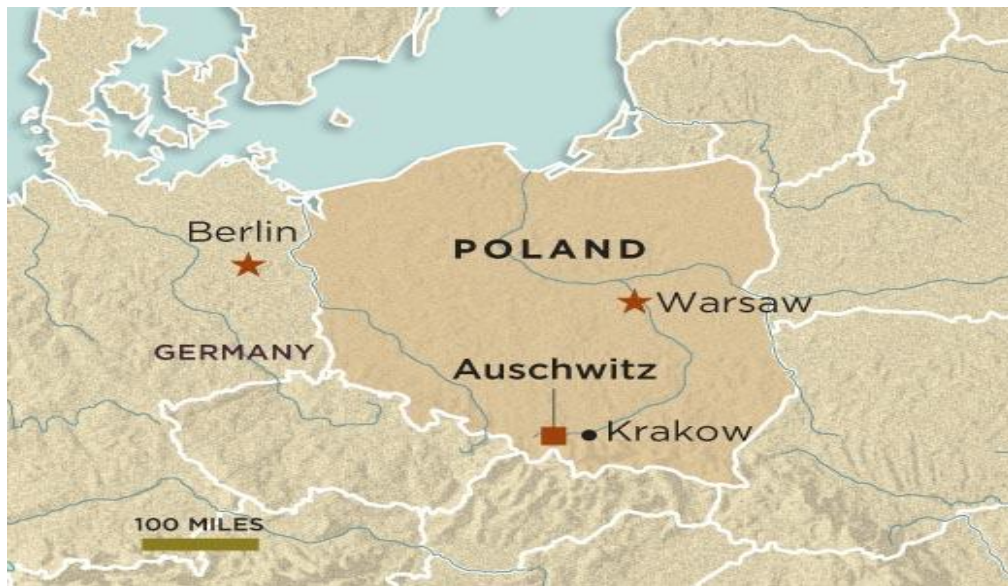 Berlin
POLAND
Warsaw
GERMANY
Auschwitz
Krakow
100 MILES